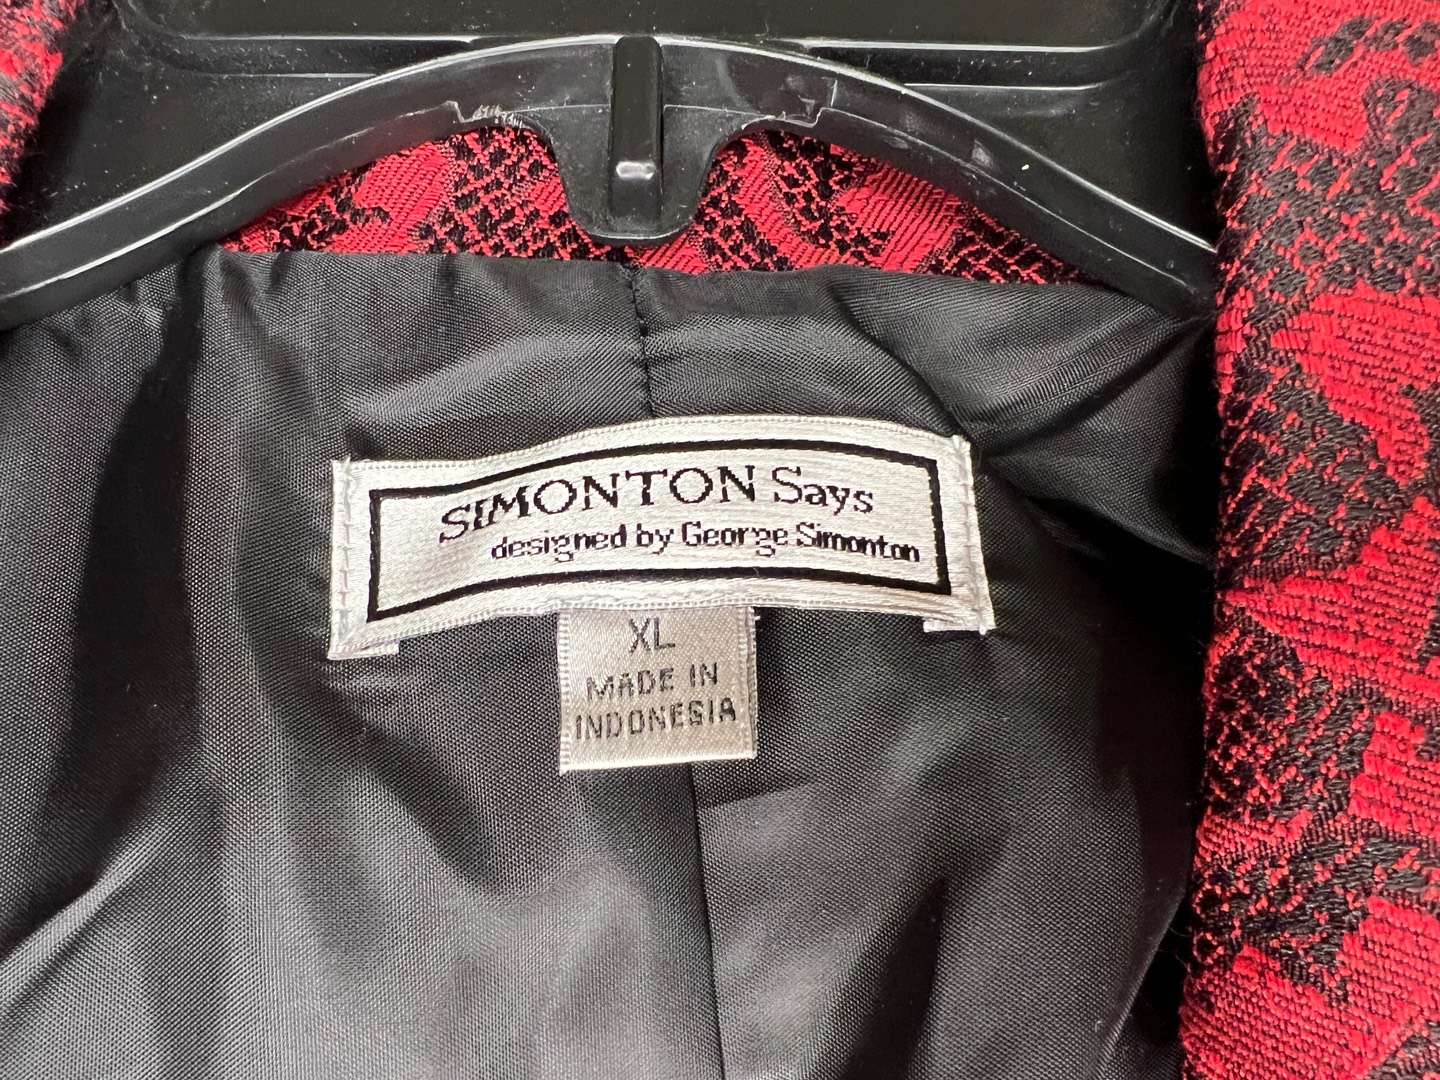 SIMONTON Says
designed by George Simonton
XL
MADE IN
INDONESIA